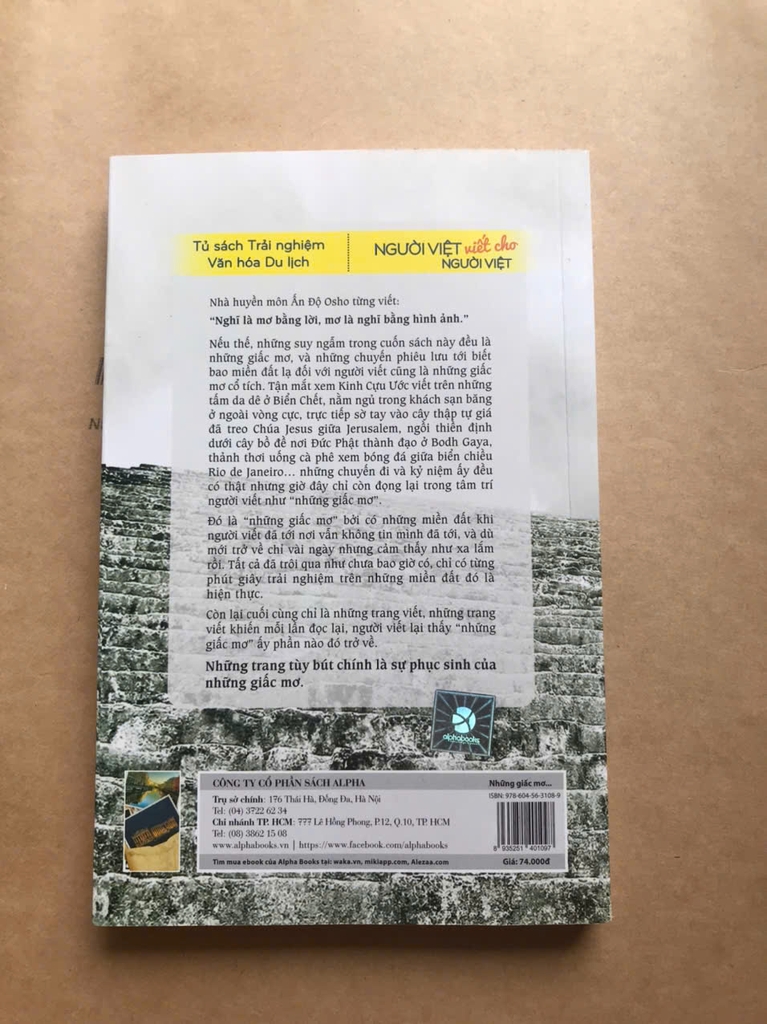 Tủ sách Trải nghiệm
Văn hóa Du lịch
NGƯỜI VIỆT viết cho
NGƯỜI VIỆT
Nhà huyền môn Ấn Độ Osho từng viết:
“Nghĩ là mơ bằng lời, mơ là nghĩ bằng hình ảnh.”
Nếu thế, những suy ngẫm trong cuốn sách này đều là
những giấc mơ, và những chuyến phiêu lưu tới biết
bao miền đất lạ đối với người viết cũng là những giấc
mơ cổ tích. Tận mắt xem Kinh Cựu Ước viết trên những
tấm da dê ở Biển Chết, nằm ngủ trong khách sạn băng
ở ngoài vòng cực, trực tiếp sờ tay vào cây thập tự giá
đã treo Chúa Jesus giữa Jerusalem, ngồi thiền định
dưới cây bồ đề nơi Đức Phật thành đạo ở Bodh Gaya,
thảnh thơi uống cà phê xem bóng đá giữa biển chiều
Rio de Janeiro... những chuyến đi và kỷ niệm ấy đều
có thật nhưng giờ đây chỉ còn đọng lại trong tâm trí
người viết như “những giấc mơ”.
Đó là “những giấc mơ” bởi có những miền đất khi
người viết đã tới nơi vẫn không tin mình đã tới, và dù
mới trở về chỉ vài ngày nhưng cảm thấy như xa lắm
rồi. Tất cả đã trôi qua như chưa bao giờ có, chỉ có từng
phút giây trải nghiệm trên những miền đất đó là
hiện thực.
Còn lại cuối cùng chỉ là những trang viết, những trang
viết khiến mỗi lần đọc lại, người viết lại thấy “những
giấc mơ” ấy phần nào đó trở về.
Những trang tùy bút chính là sự phục sinh của
những giấc mơ.
alphabooks
CÔNG TY CỔ PHẦN SÁCH ALPHA
Trụ sở chính: 176 Thái Hà, Đống Đa, Hà Nội
Tel: (04) 3722 62 34
Chi nhánh TP. HCM: 777 Lê Hồng Phong, P.12, Q.10, TP. HCM
Tel: (08) 3862 15 08
www.alphabooks.vn | https://www.facebook.com/alphabooks
Tìm mua ebook của Alpha Books tại: waka.vn, mikiapp.com, Alezaa.com
Những giấc mơ...
ISBN: 978-604-56-3108-9
8 935251 401097
Giá: 74.000đ